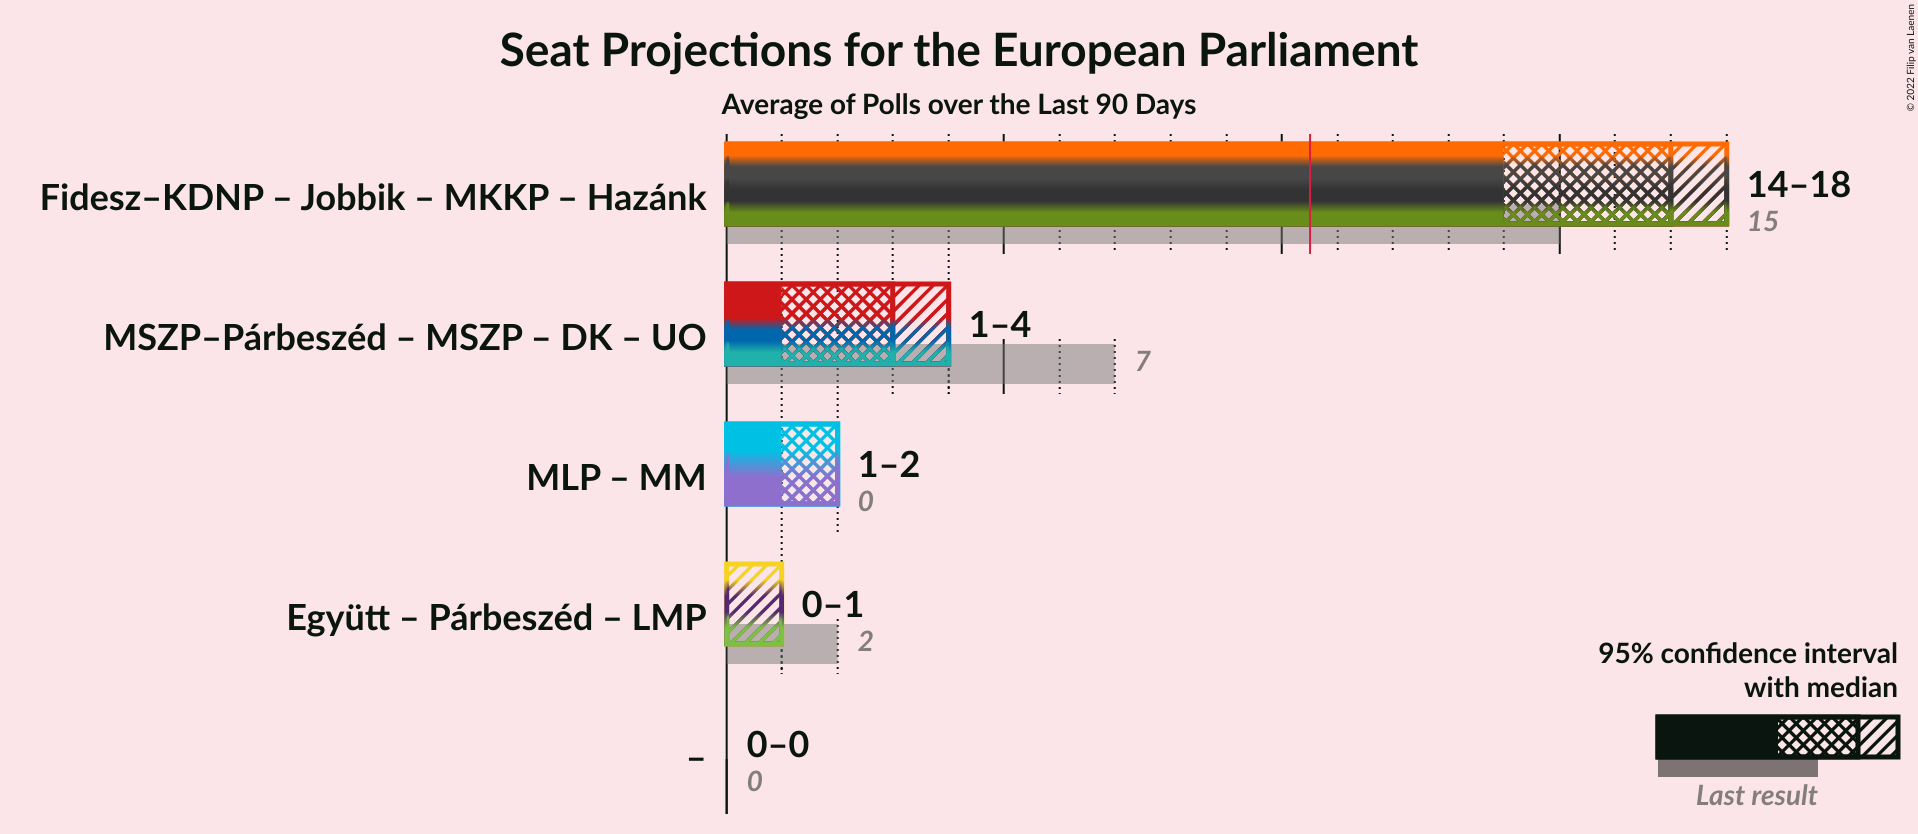 Seat Projections for the European Parliament
Average of Polls over the Last 90 Days
© 2022 Filip van Laenen
Fidesz–KDNP – Jobbik – MKKP – Hazánk
14–18
15
MSZP–Párbeszéd – MSZP – DK – UO
1–4
7
MLP – MM
1–2
0
Együtt – Párbeszéd – LMP
0–1
2
–
0–0
0
95% confidence interval
with median
Last result